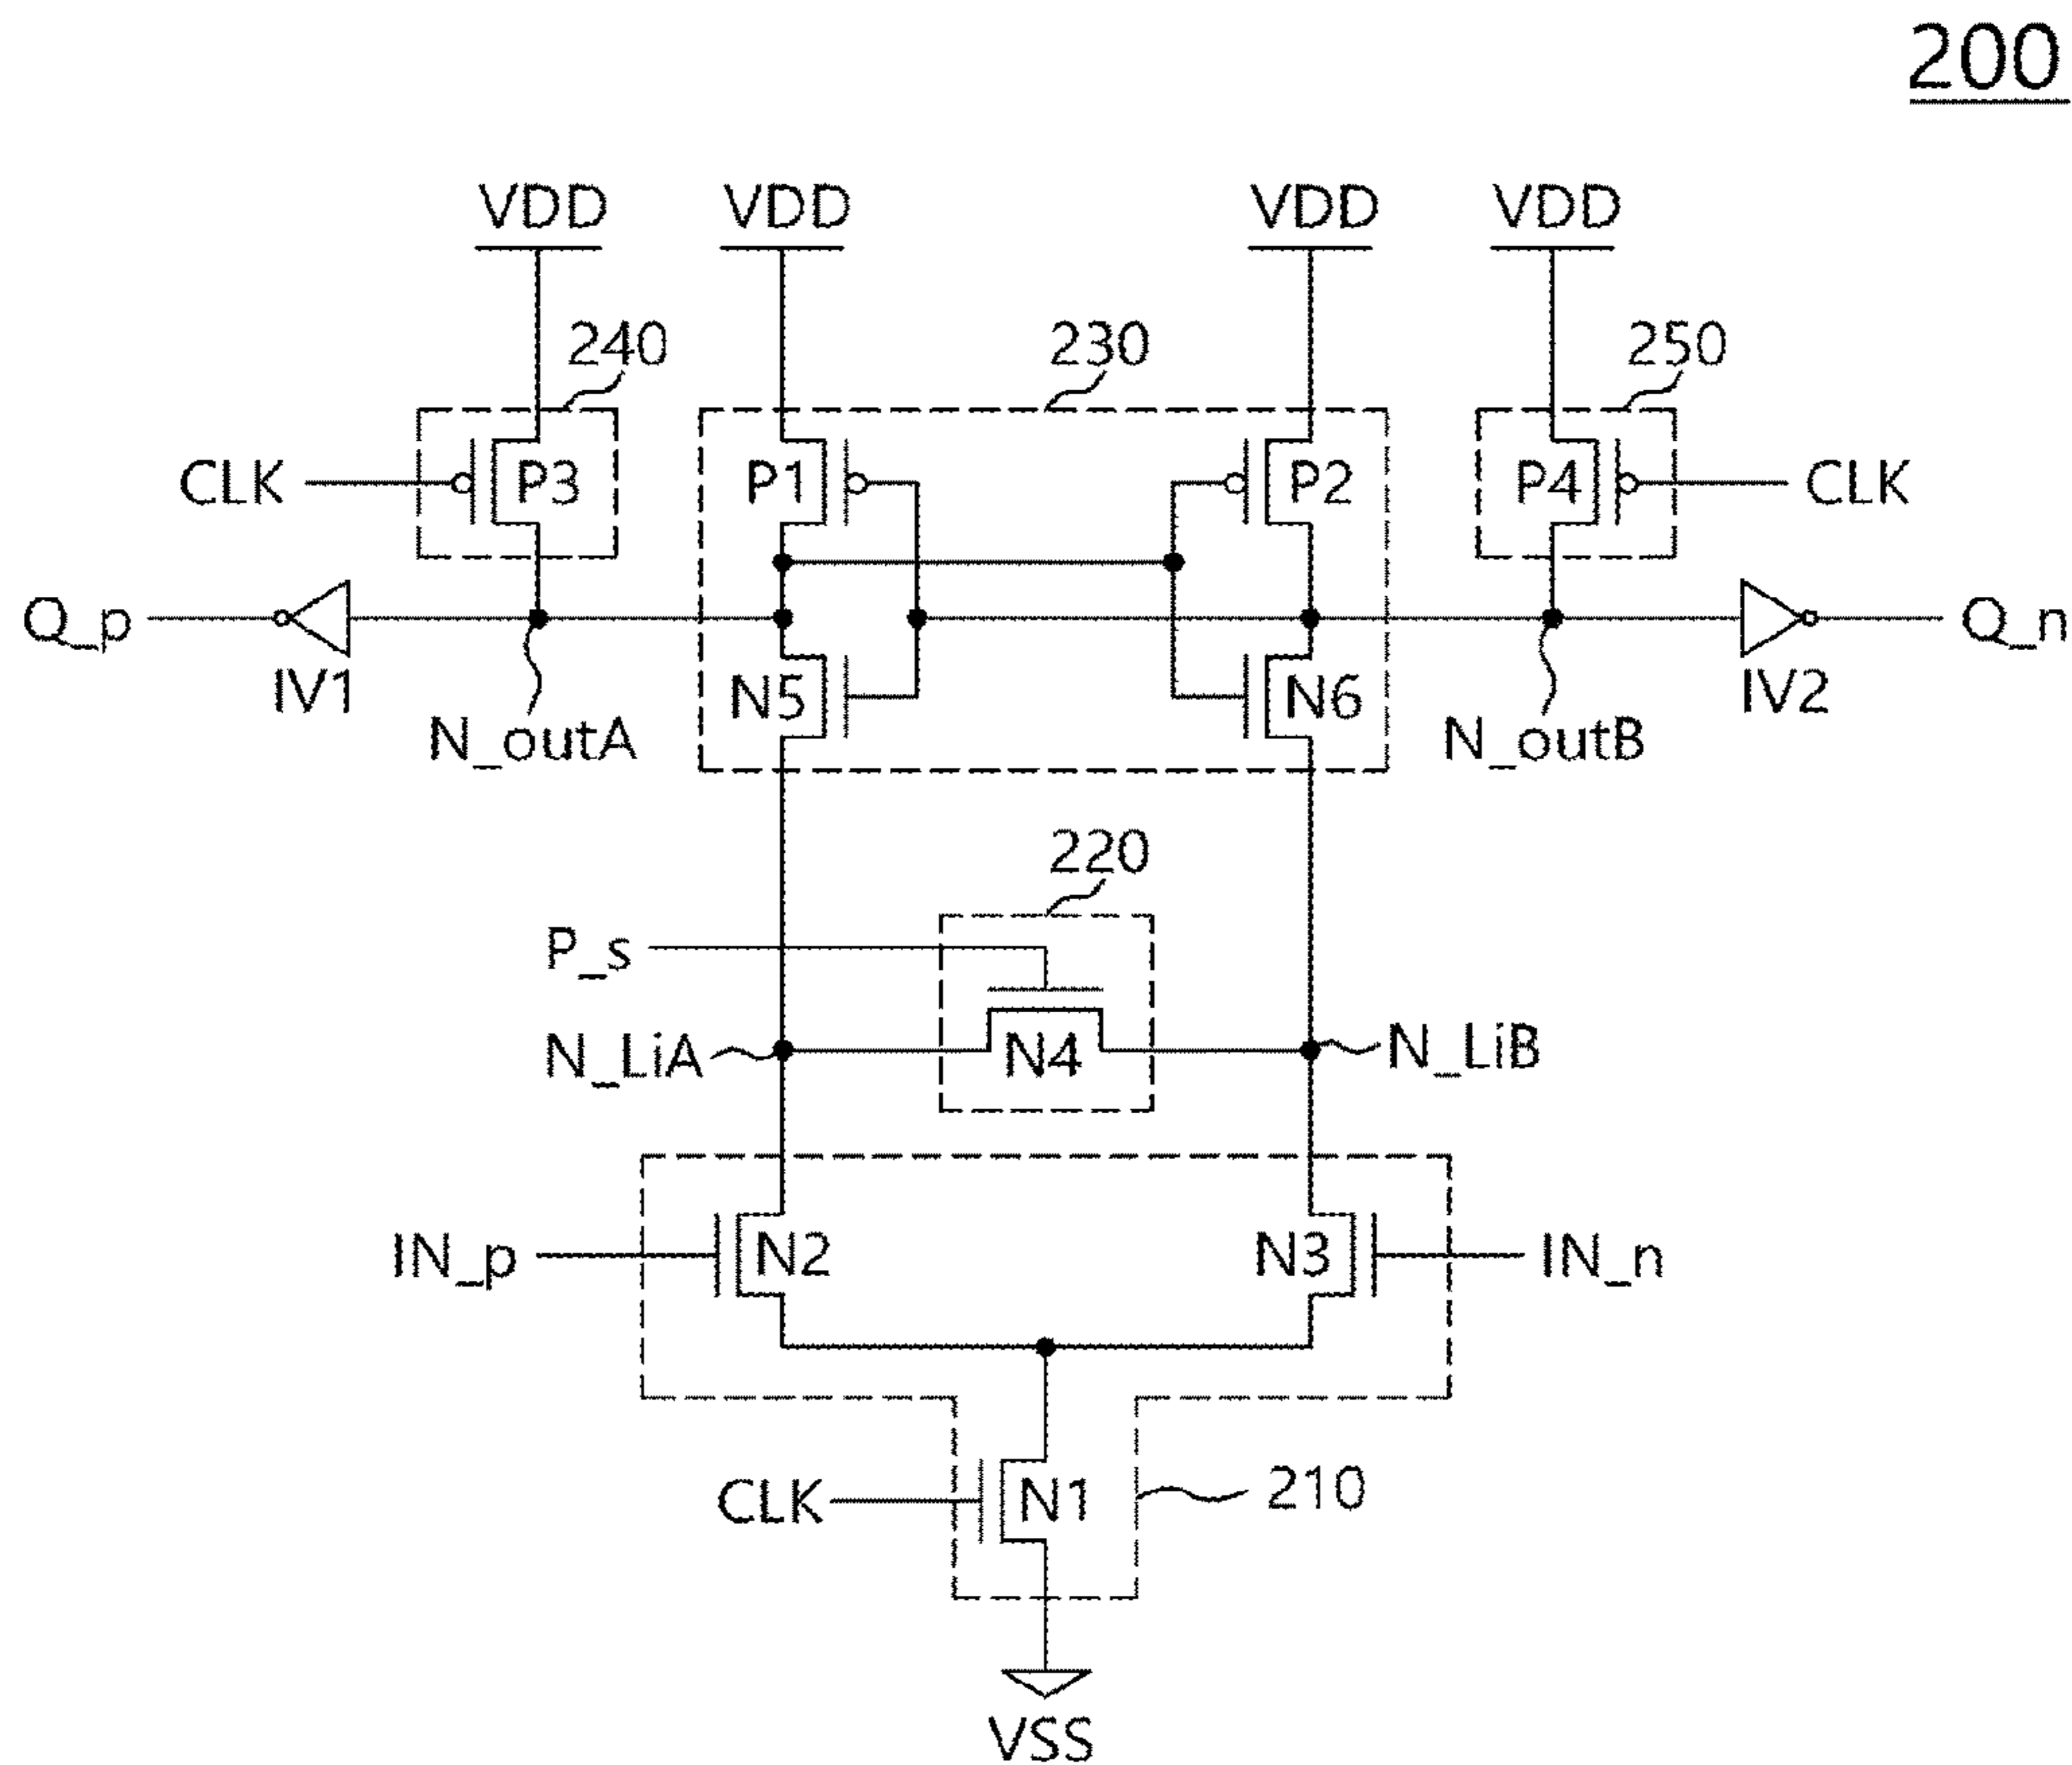 200
VDD VDD VDD VDD
240 230 250
CLK P3 P1 P2 P4 CLK
Q_p Q_n
IV1 N5 N6 IV2
N_outA N_outB
220
P_s
N_LiA N4 N_LiB
IN_p N2 N3 IN_n
CLK N1 210
VSS